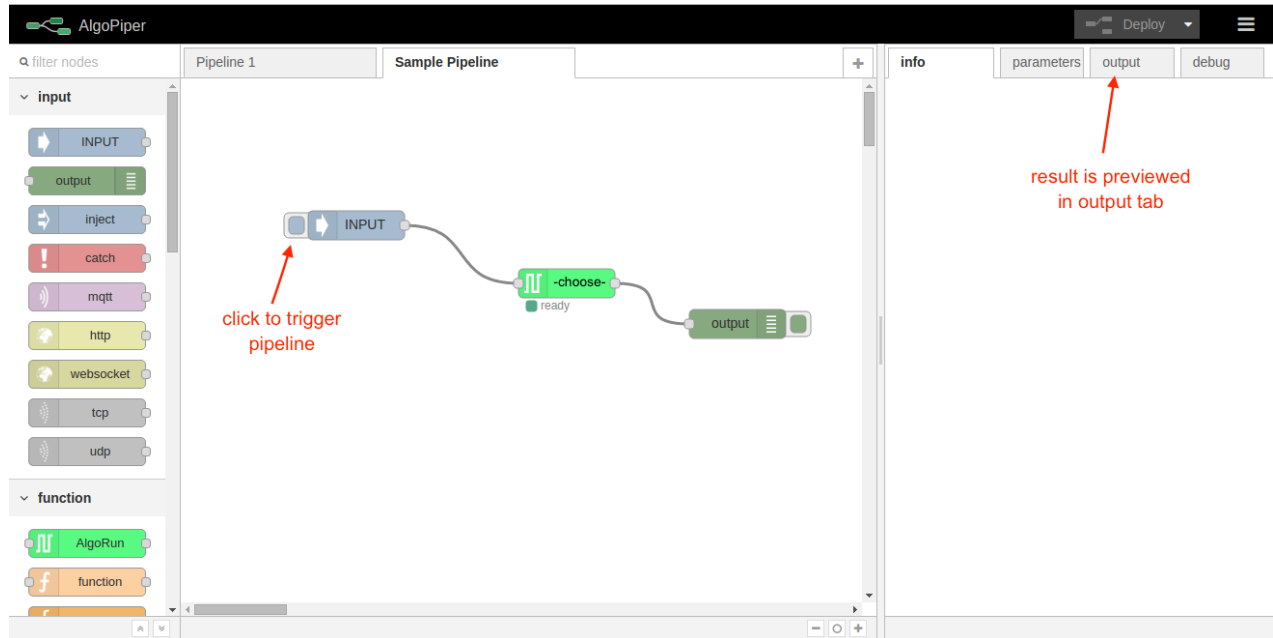 AlgoPiper
Deploy
filter nodes
Pipeline 1
Sample Pipeline
info
parameters
output
debug
input
INPUT
output
inject
catch
mqtt
http
websocket
tcp
udp
function
AlgoRun
function
INPUT
click to trigger
pipeline
-choose-
ready
output
result is previewed
in output tab